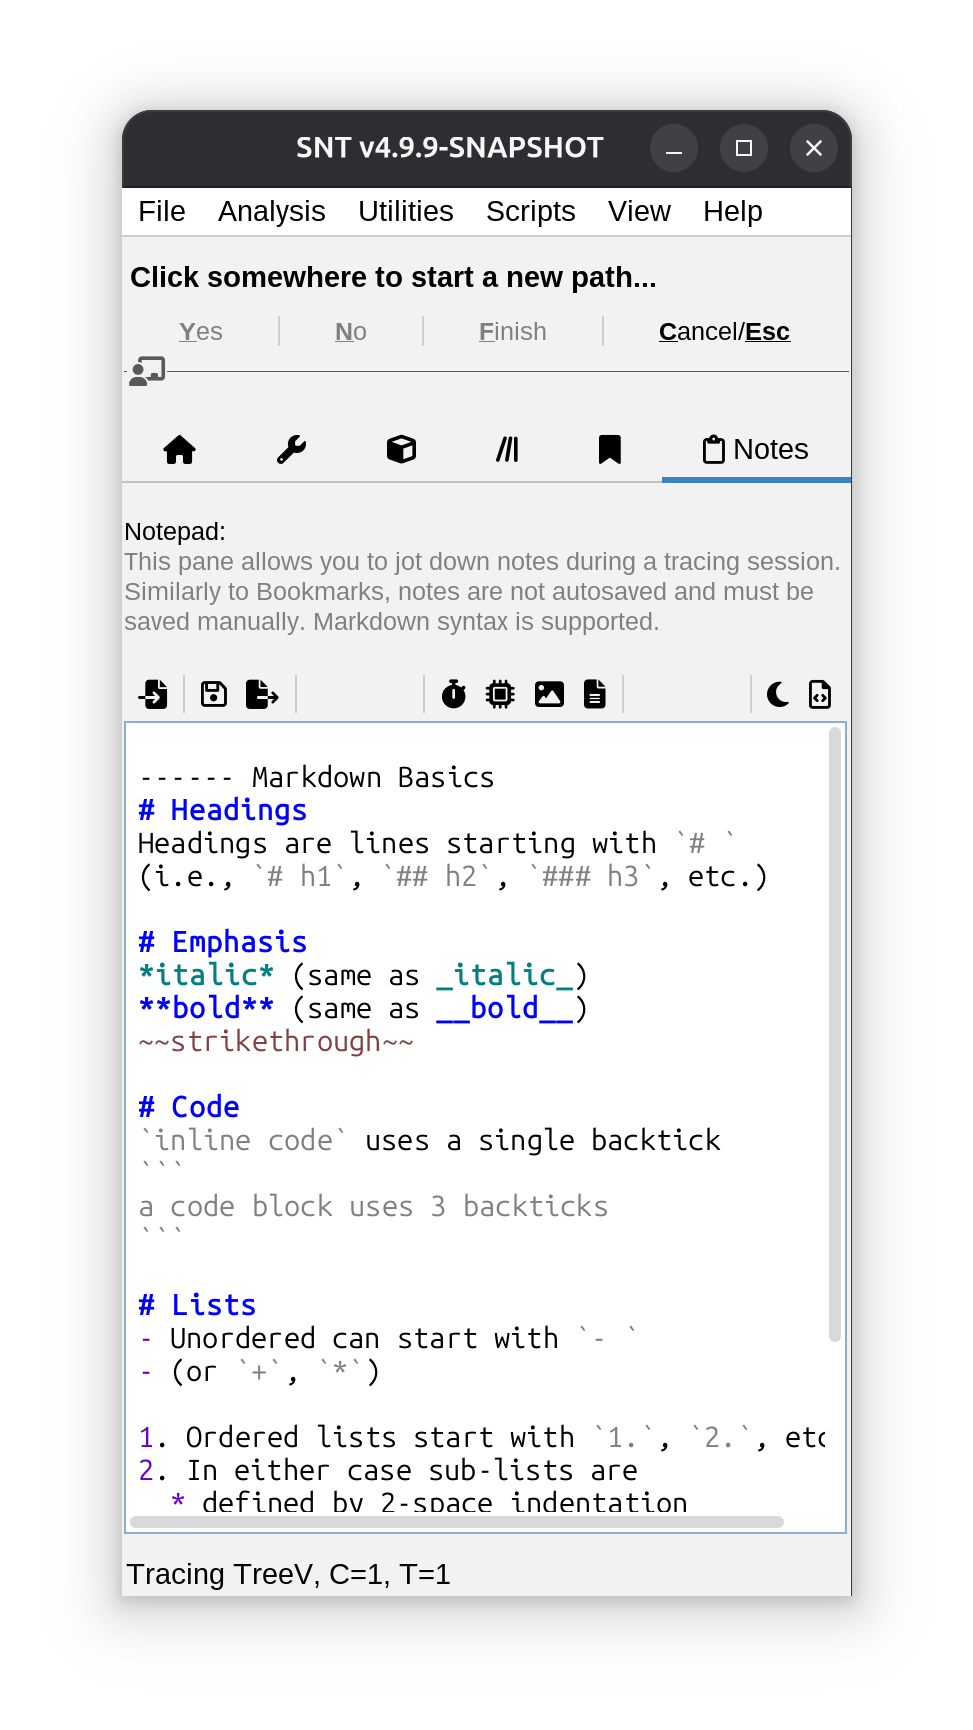 SNT v4.9.9-SNAPSHOT
File Analysis Utilities Scripts View Help
Click somewhere to start a new path...
Yes No Finish Cancel/Esc
Notes
Notepad:
This pane allows you to jot down notes during a tracing session.
Similarly to Bookmarks, notes are not autosaved and must be
saved manually. Markdown syntax is supported.
------ Markdown Basics
# Headings
Headings are lines starting with `# `
(i.e., `# h1`, `## h2`, `### h3`, etc.)
# Emphasis
*italic* (same as _italic_)
**bold** (same as __bold__)
~~strikethrough~~
# Code
`inline code` uses a single backtick
```
a code block uses 3 backticks
```
# Lists
- Unordered can start with `- `
- (or `+`, `*`)
1. Ordered lists start with `1.`, `2.`, etc
2. In either case sub-lists are
  * defined by 2-space indentation
Tracing TreeV, C=1, T=1